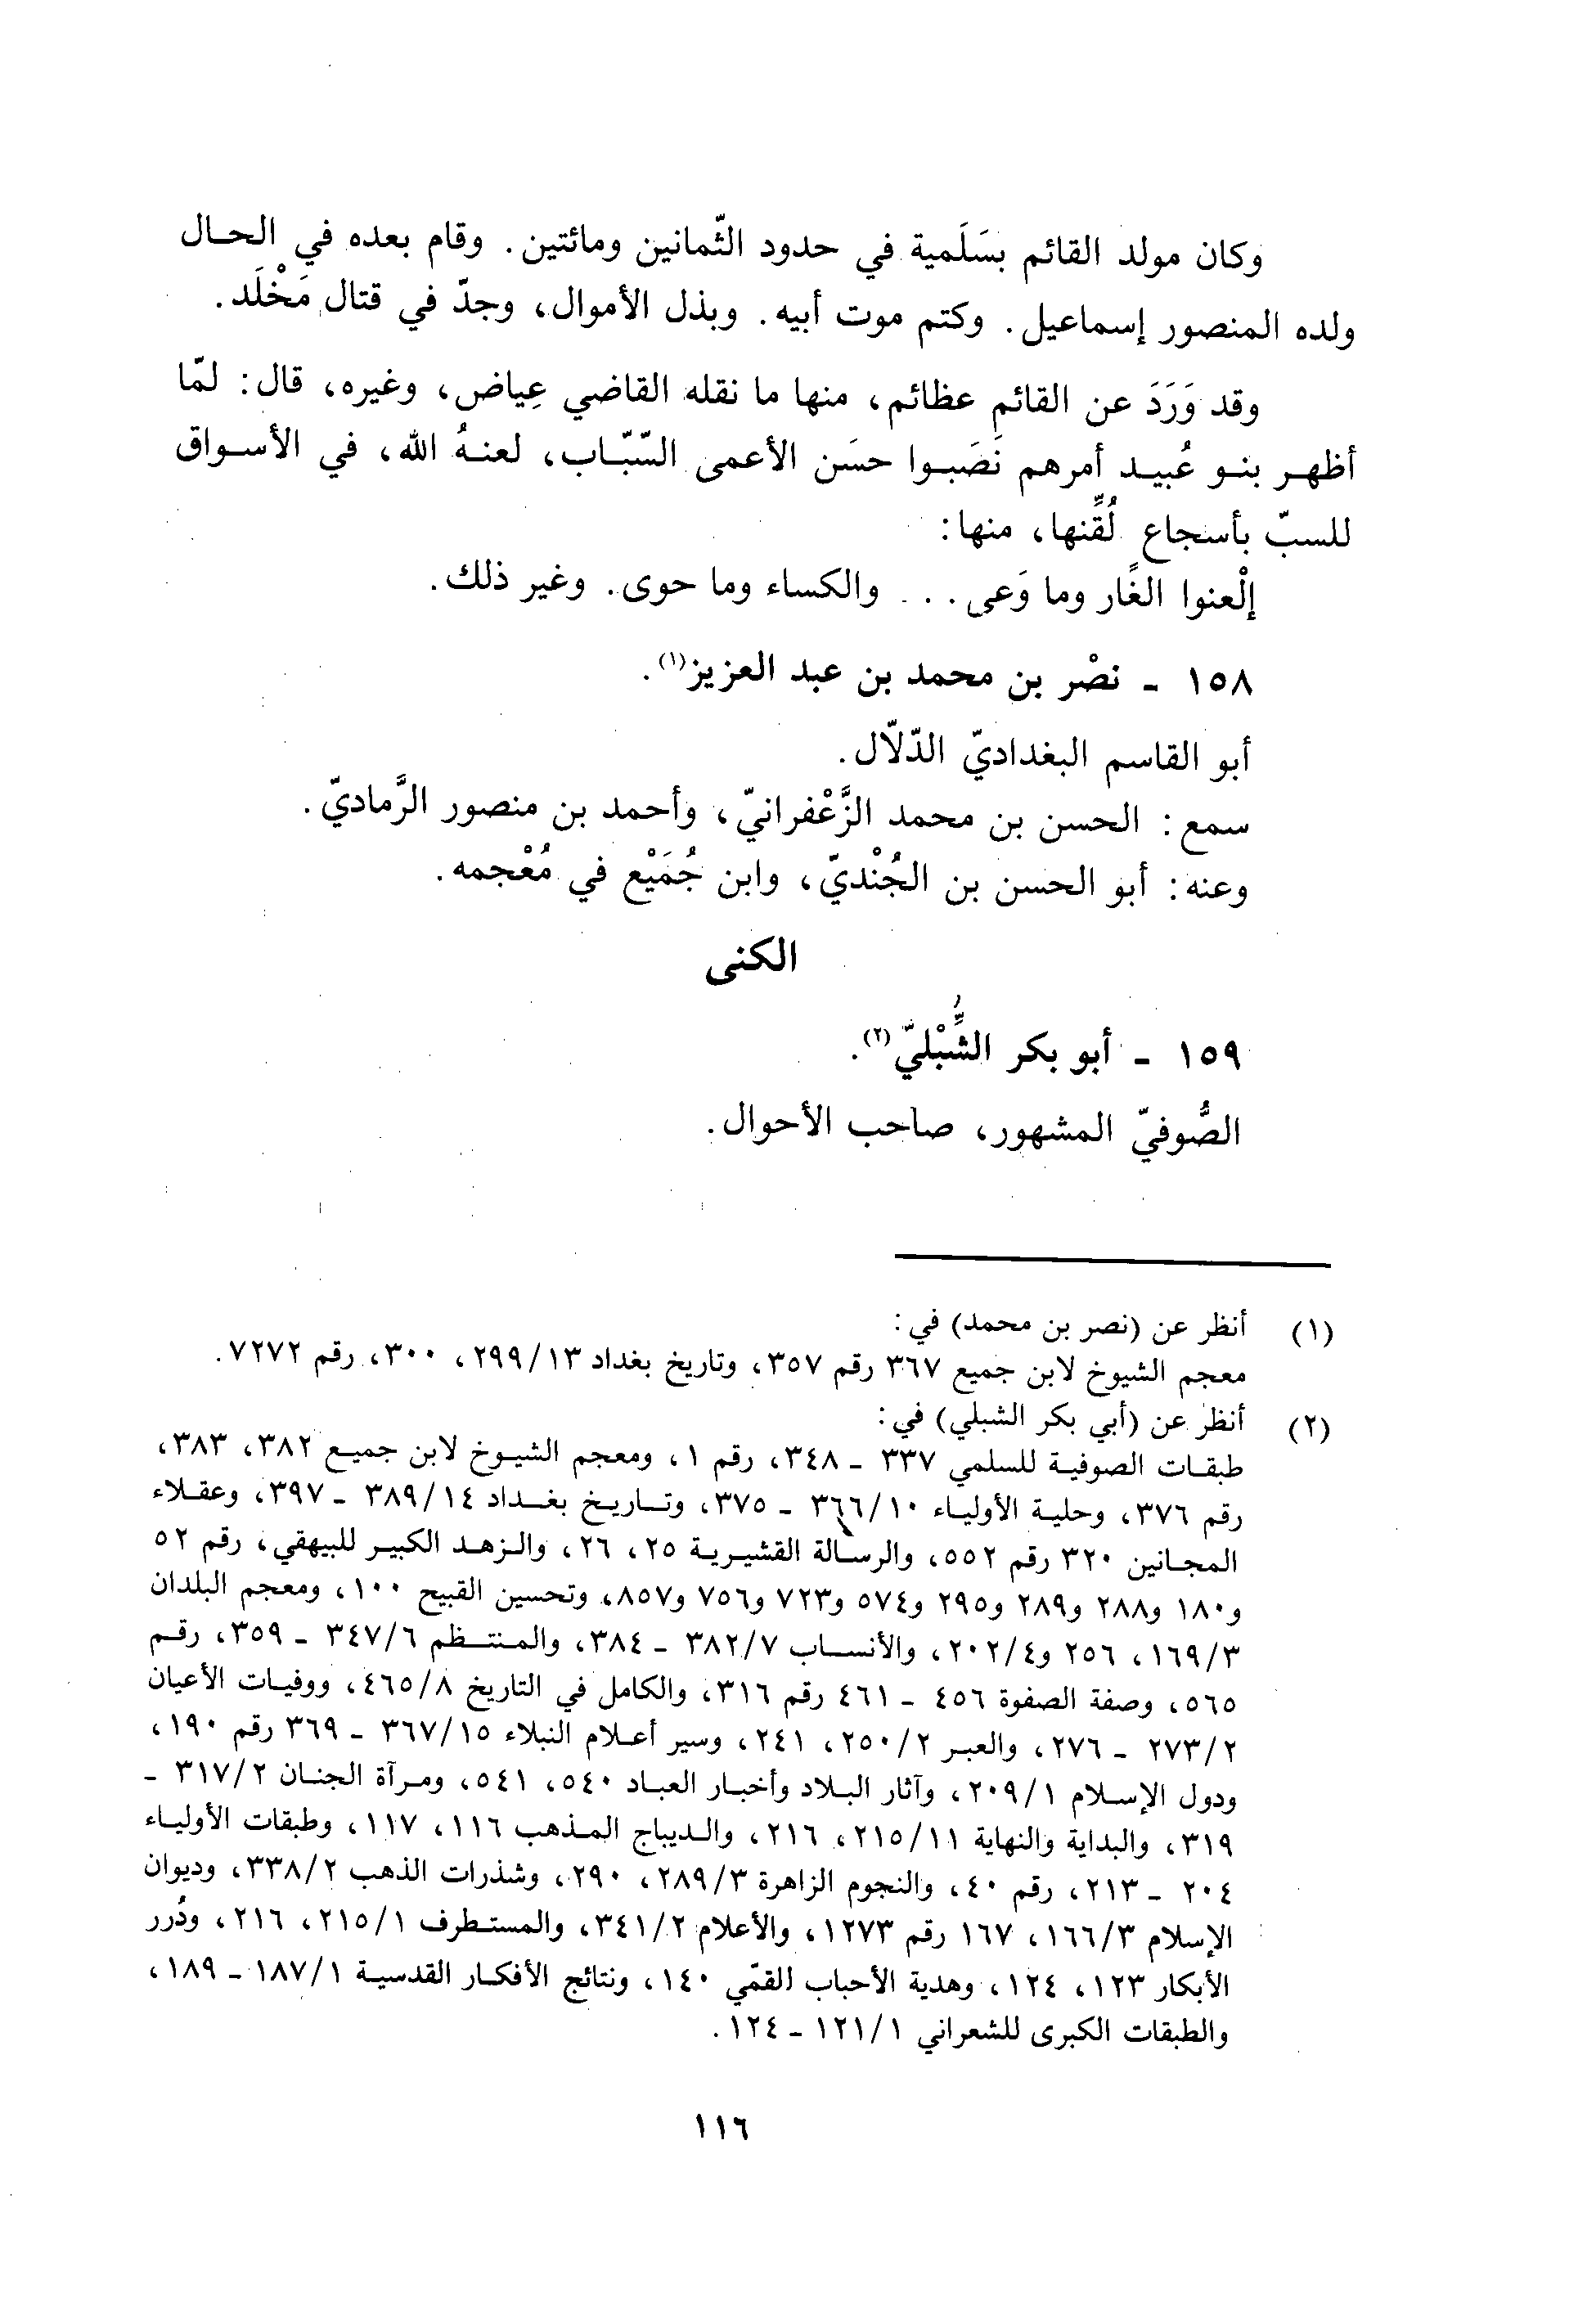 وكان مولد القائم بسَلَمية في حدود الثّمانين ومائتين. وقام بعده في الحال
ولده المنصور إسماعيل. وكتم موت أبيه. وبذل الأموال، وجدّ في قتال مَخْلَد.
وقد وَرَدَ عن القائم عظائم، منها ما نقله القاضي عِياض، وغيره، قال: لمّا
أظهر بنو عُبيد أمرهم نَصَبوا حسَن الأعمى السّبّاب، لعنهُ الله، في الأسواق
للسبّ بأسجاعٍ لُقِّنها، منها:
إلْعنوا الغار وما وَعى... والكساء وما حوى. وغير ذلك.
١٥٨ - نصْر بن محمد بن عبد العزيز(١).
أبو القاسم البغداديّ الدّلّال.
سمع: الحسن بن محمد الزَّعْفرانيّ، وأحمد بن منصور الرَّماديّ.
وعنه: أبو الحسن بن الجُنْديّ، وابن جُمَيْع في مُعْجمه.
الكنى
١٥٩ - أبو بكر الشِّبْليّ(٢).
الصُّوفيّ المشهور، صاحب الأحوال.
(١) أنظر عن (نصر بن محمد) في:
معجم الشيوخ لابن جميع ٣٦٧ رقم ٣٥٧، وتاريخ بغداد ٢٩٩/١٣، ٣٠٠، رقم ٧٢٧٢.
(٢) أنظر عن (أبي بكر الشبلي) في:
طبقات الصوفية للسلمي ٣٣٧ - ٣٤٨، رقم ١، ومعجم الشيوخ لابن جميع ٣٨٢، ٣٨٣،
رقم ٣٧٦، وحلية الأولياء ٣٦٦/١٠ - ٣٧٥، وتاريخ بغداد ٣٨٩/١٤ - ٣٩٧، وعقلاء
المجانين ٣٢٠ رقم ٥٥٢، والرسالة القشيرية ٢٥، ٢٦، والزهد الكبير للبيهقي، رقم ٥٢
و١٨٠ و٢٨٨ و٢٨٩ و٢٩٥ و٥٧٤ و٧٢٣ و٧٥٦ و٨٥٧، وتحسين القبيح ١٠٠، ومعجم البلدان
١٦٩/٣، ٢٥٦ و٢٠٢/٤، والأنساب ٣٨٢/٧ - ٣٨٤، والمنتظم ٣٤٧/٦ - ٣٥٩، رقم
٥٦٥، وصفة الصفوة ٤٥٦ - ٤٦١ رقم ٣١٦، والكامل في التاريخ ٤٦٥/٨، ووفيات الأعيان
٢٧٣/٢ - ٢٧٦، والعبر ٢٥٠/٢، ٢٤١، وسير أعلام النبلاء ٣٦٧/١٥ - ٣٦٩ رقم ١٩٠،
ودول الإسلام ٢٠٩/١، وآثار البلاد وأخبار العباد ٥٤٠، ٥٤١، ومرآة الجنان ٣١٧/٢ -
٣١٩، والبداية والنهاية ٢١٥/١١، ٢١٦، والديباج المذهب ١١٦، ١١٧، وطبقات الأولياء
٢٠٤ - ٢١٣، رقم ٤٠، والنجوم الزاهرة ٢٨٩/٣، ٢٩٠، وشذرات الذهب ٣٣٨/٢، وديوان
الإسلام ١٦٦/٣، ١٦٧ رقم ١٢٧٣، والأعلام ٣٤١/٢، والمستطرف ٢١٥/١، ٢١٦، ودُرر
الأبكار ١٢٣، ١٢٤، وهدية الأحباب للقمّي ١٤٠، ونتائج الأفكار القدسية ١٨٧/١ - ١٨٩،
والطبقات الكبرى للشعراني ١٢١/١ - ١٢٤.
١١٦